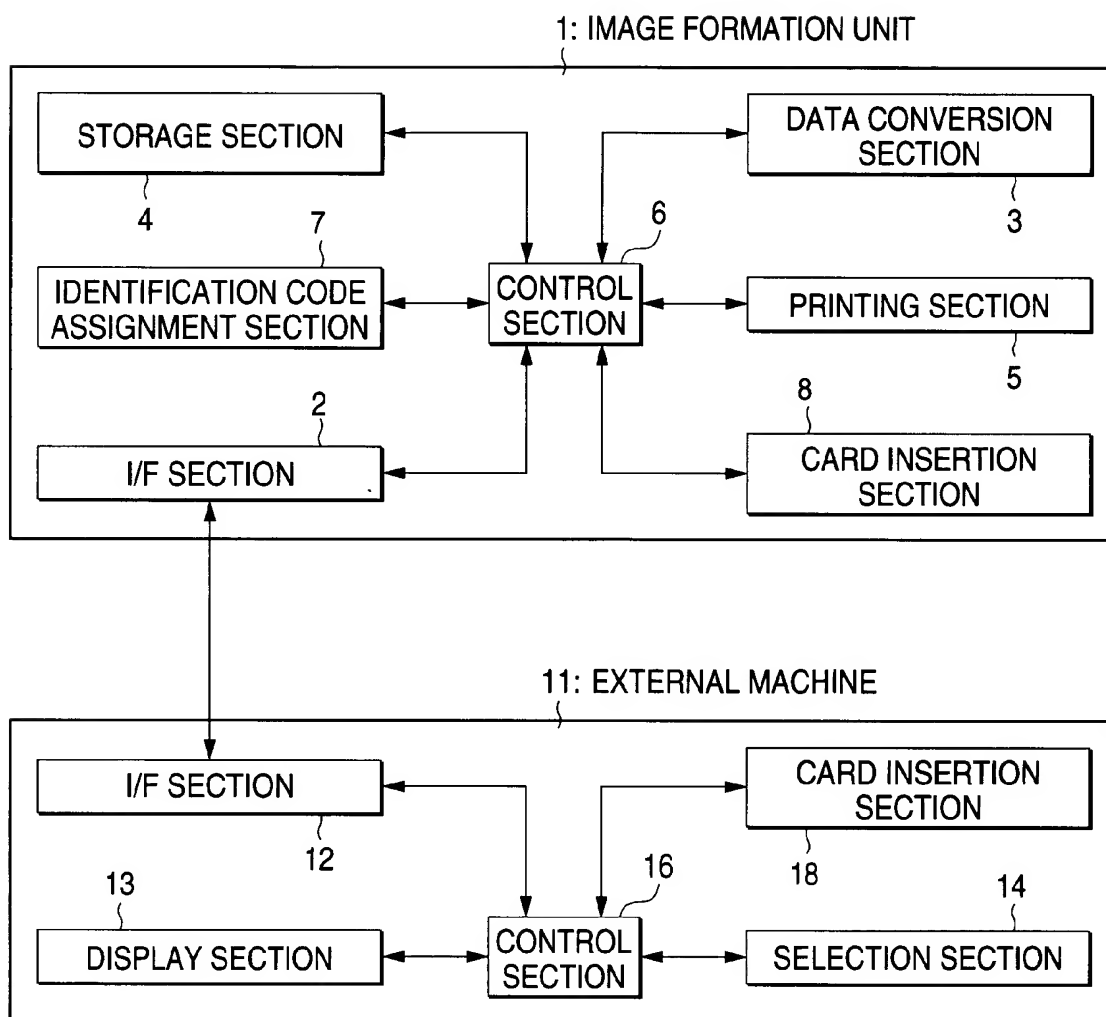 1: IMAGE FORMATION UNIT
STORAGE SECTION
4
DATA CONVERSION
SECTION
3
7
IDENTIFICATION CODE
ASSIGNMENT SECTION
6
CONTROL
SECTION
PRINTING SECTION
5
2
I/F SECTION
8
CARD INSERTION
SECTION
11: EXTERNAL MACHINE
I/F SECTION
12
CARD INSERTION
SECTION
18
13
DISPLAY SECTION
16
CONTROL
SECTION
14
SELECTION SECTION